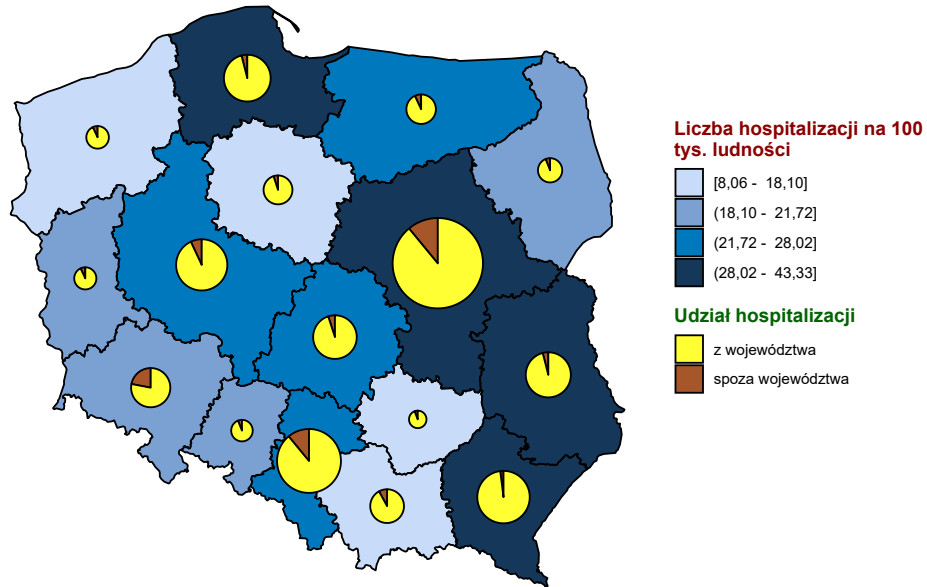 Liczba hospitalizacji na 100
tys. ludności
[8,06 - 18,10]
(18,10 - 21,72]
(21,72 - 28,02]
(28,02 - 43,33]
Udział hospitalizacji
z województwa
spoza województwa